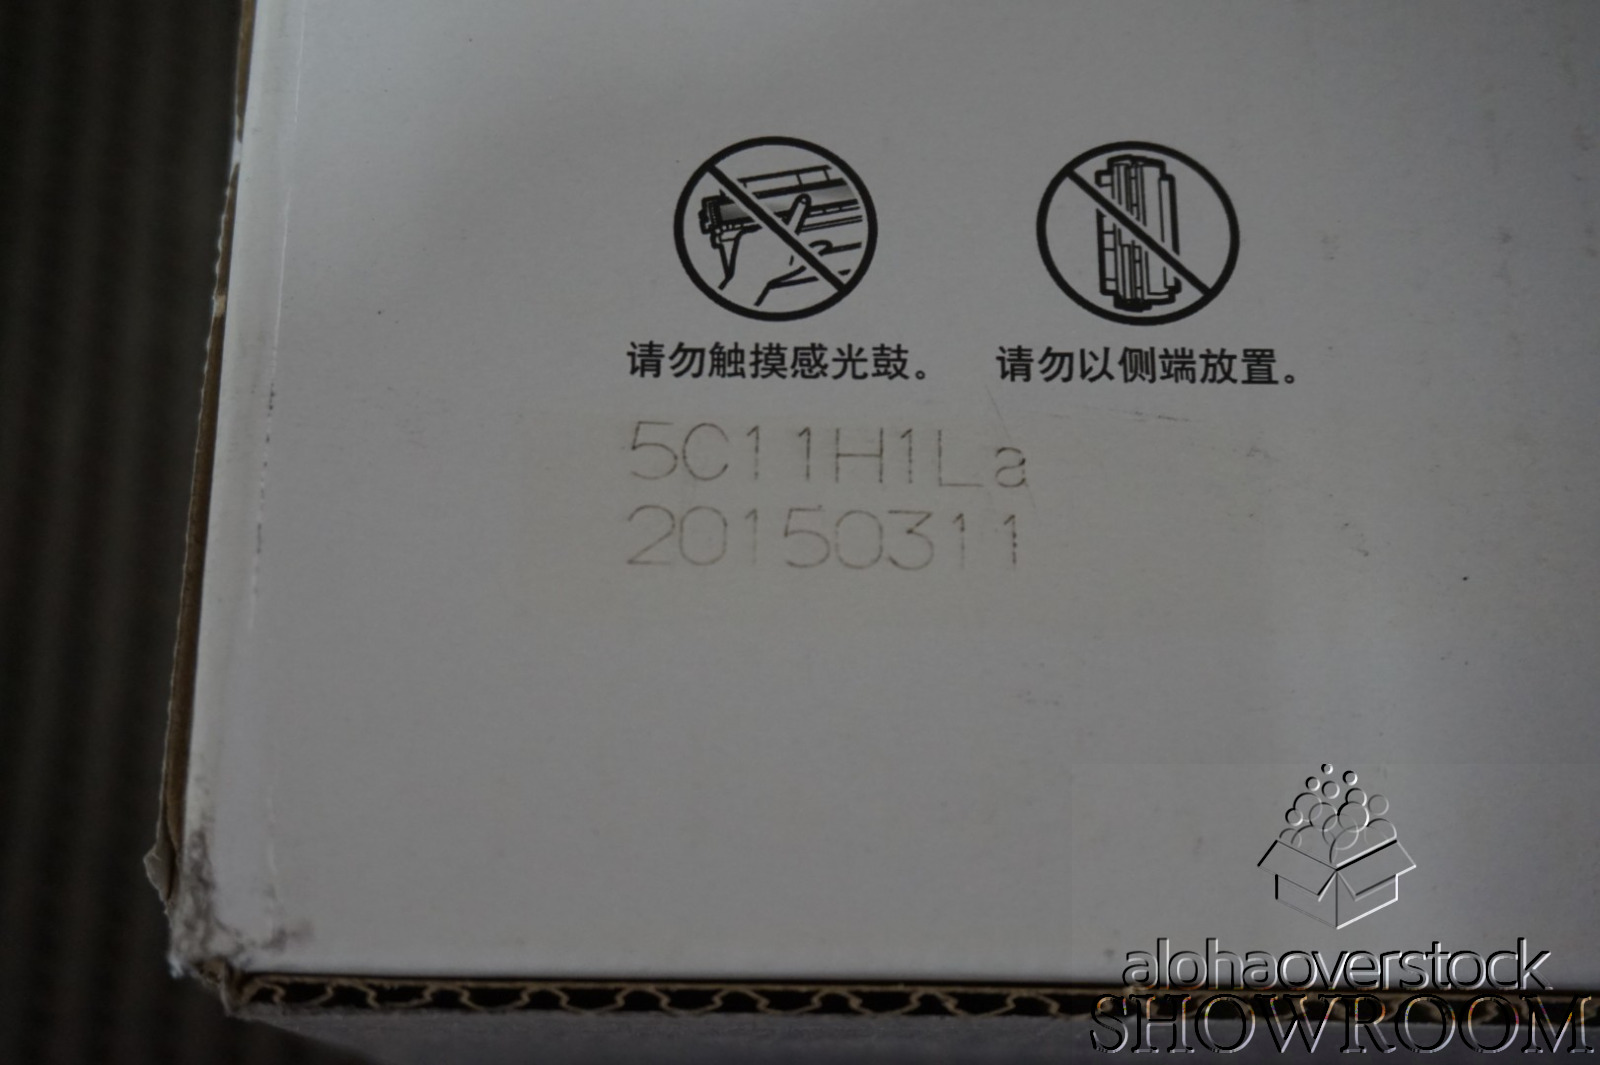 请勿触摸感光鼓。 请勿以侧端放置。
5C11H1La
20150311
alohaoverstock
SHOWROOM